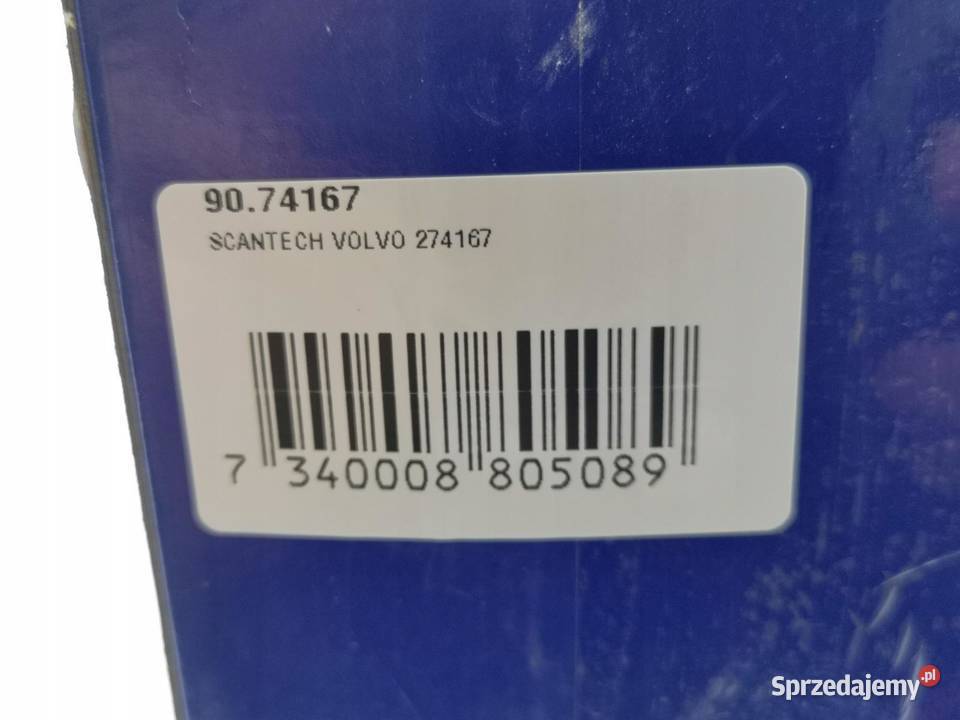 90.74167
SCANTECH VOLVO 274167
7 340008 805089
Sprzedajemy.pl